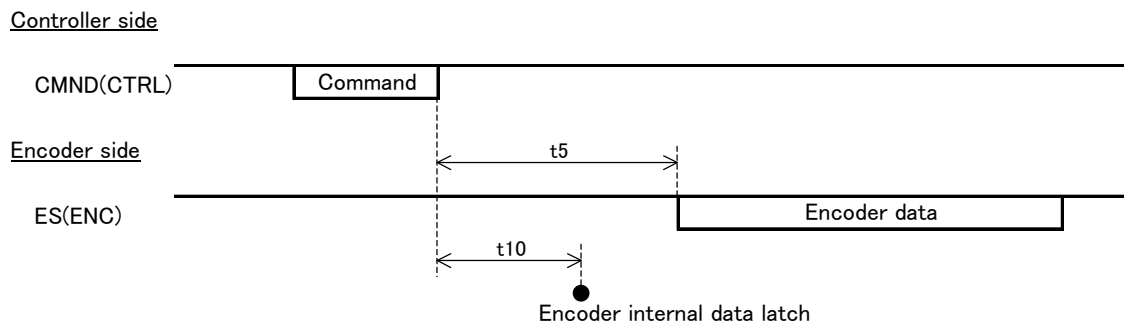 Controller side
CMND(CTRL)
Command
Encoder side
t5
ES(ENC)
Encoder data
t10
Encoder internal data latch